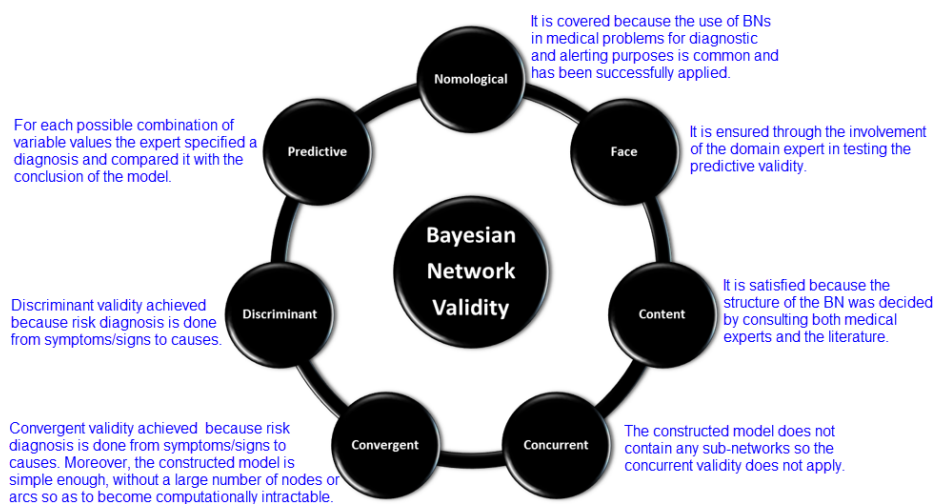 Nomological
It is covered because the use of BNs
in medical problems for diagnostic
and alerting purposes is common and
has been successfully applied.
Face
It is ensured through the involvement
of the domain expert in testing the
predictive validity.
Content
It is satisfied because the
structure of the BN was decided
by consulting both medical
experts and the literature.
Concurrent
The constructed model does not
contain any sub-networks so the
concurrent validity does not apply.
Convergent
Convergent validity achieved because risk
diagnosis is done from symptoms/signs to
causes. Moreover, the constructed model is
simple enough, without a large number of nodes or
arcs so as to become computationally intractable.
Discriminant
Discriminant validity achieved
because risk diagnosis is done
from symptoms/signs to causes.
Predictive
For each possible combination of
variable values the expert specified a
diagnosis and compared it with the
conclusion of the model.
Bayesian
Network
Validity